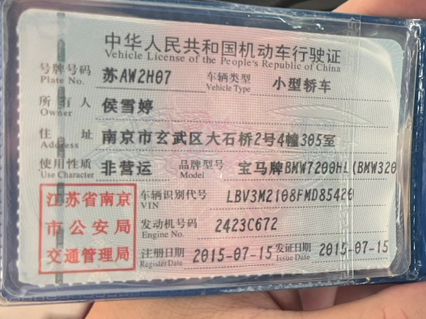 中华人民共和国机动车行驶证
Vehicle License of the People's Republic of China
号牌号码 苏AW2H07 车辆类型 小型轿车
Plate No. Vehicle Type
所有人 侯雪婷
Owner
住址 南京市玄武区大石桥2号4幢305室
Address
使用性质 非营运 品牌型号 宝马牌BMW7200HL(BMW320
Use Character Model
江苏省南京
市公安局
交通管理局
车辆识别代号 LBV3M2108FMD85420
VIN
发动机号码 2423C672
Engine No.
注册日期 2015-07-15 发证日期 2015-07-15
Register Date Issue Date